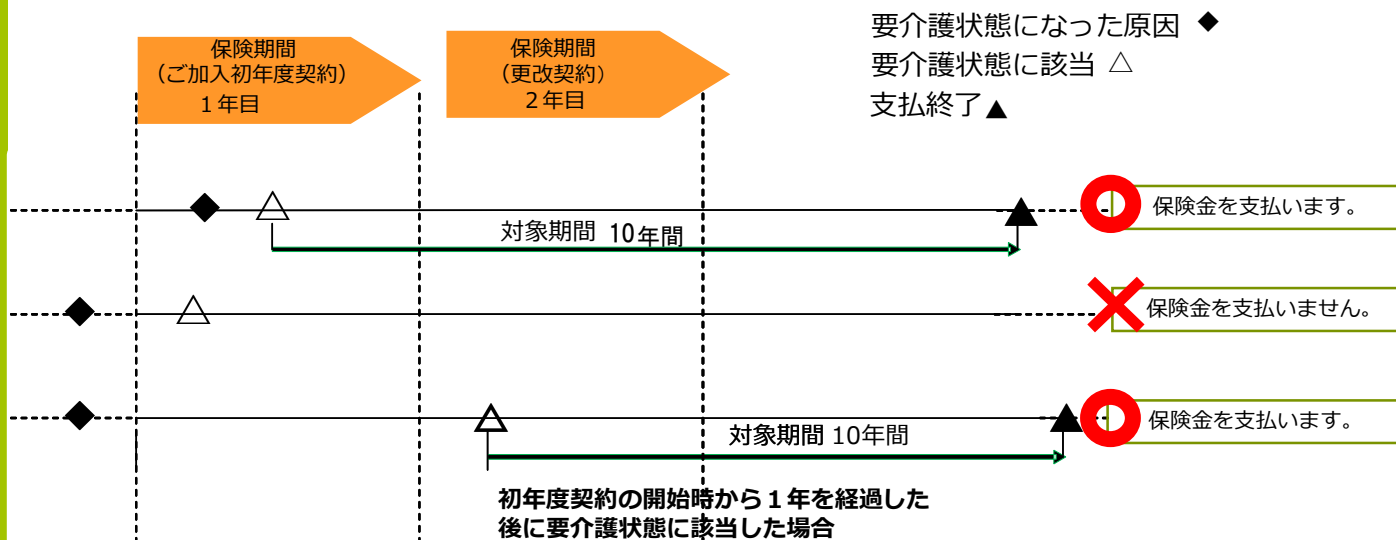 保険期間
（ご加入初年度契約）
１年目
保険期間
（更改契約）
２年目
要介護状態になった原因 ◆
要介護状態に該当 △
支払終了▲
対象期間 10年間
保険金を支払います。
保険金を支払いません。
対象期間 10年間
保険金を支払います。
初年度契約の開始時から１年を経過した
後に要介護状態に該当した場合